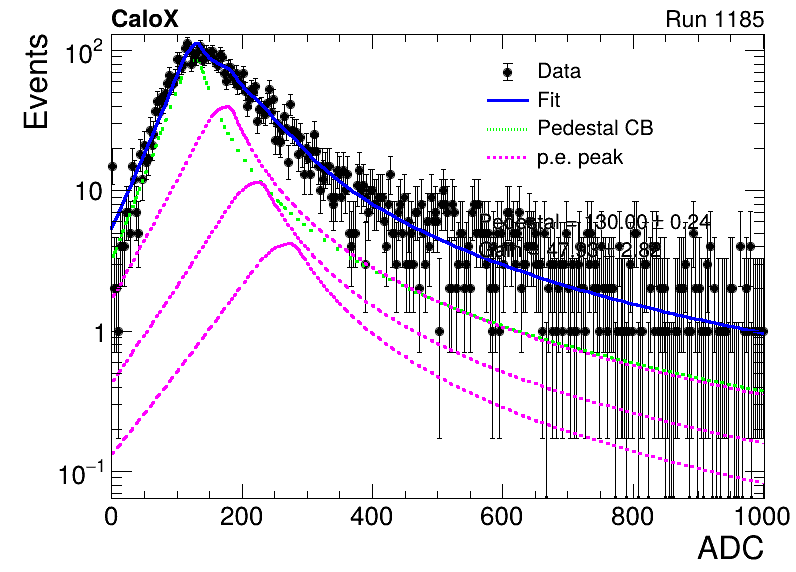 CaloX Run 1185
Events
10²
10
1
10⁻¹
Data
Fit
Pedestal CB
p.e. peak
Pedestal = 130.00 ± 0.24
47.93 ± 2.82
0 200 400 600 800 1000
ADC